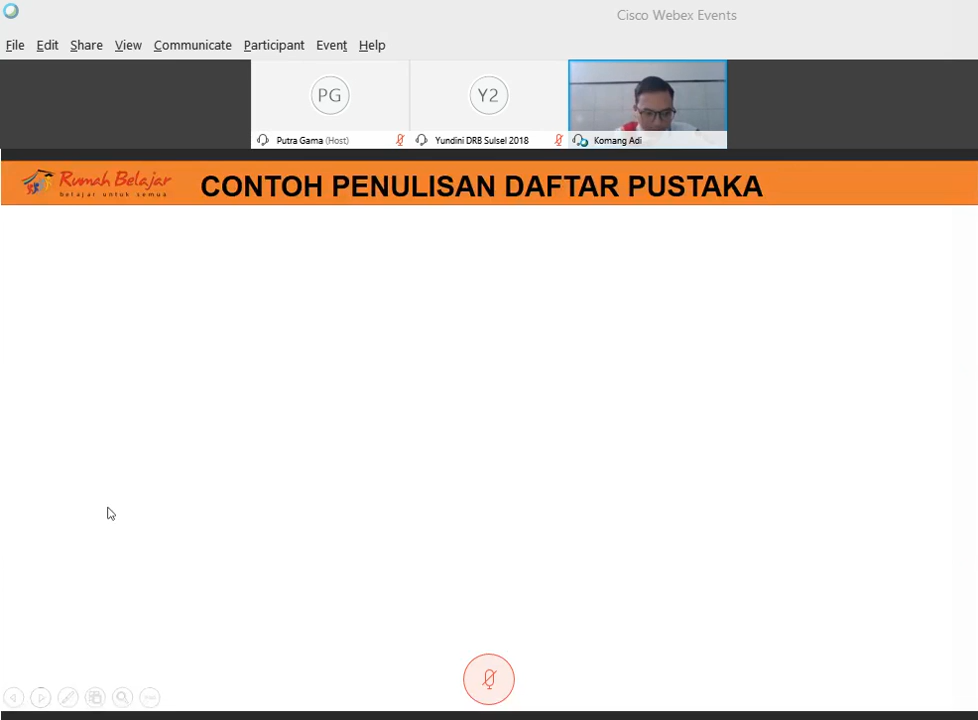 Cisco Webex Events
File Edit Share View Communicate Participant Event Help
PG Y2
Putra Gama (Host) Yundini DRB Sulsel 2018 Komang Adi
Rumah Belajar
belajar untuk semua
CONTOH PENULISAN DAFTAR PUSTAKA